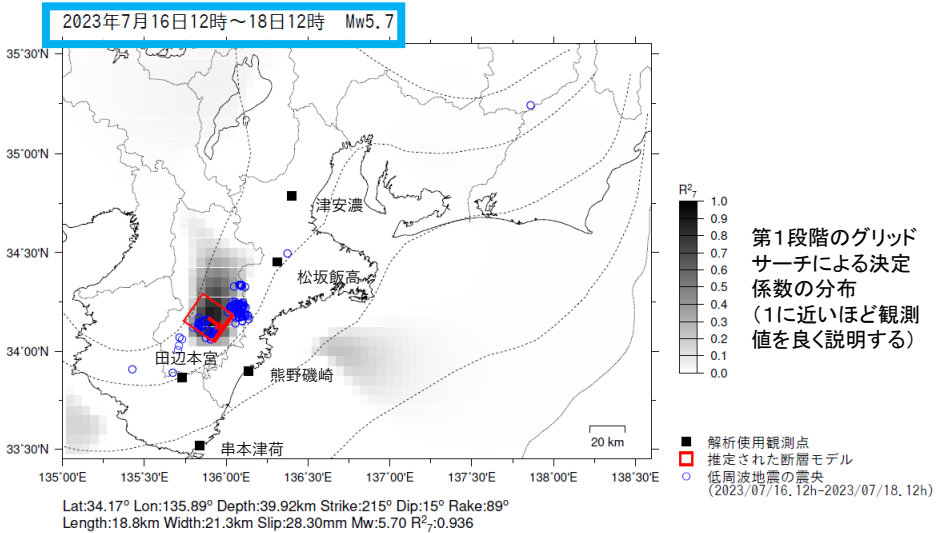 2023年7月16日12時～18日12時　Mw5.7
35°30'N
35°00'N
34°30'N
34°00'N
33°30'N
135°00'E
135°30'E
136°00'E
136°30'E
137°00'E
137°30'E
138°00'E
138°30'E
津安濃
松坂飯高
田辺本宮
熊野磯崎
串本津荷
20 km
R²₇
1.0
0.9
0.8
0.7
0.6
0.5
0.4
0.3
0.2
0.1
0.0
第１段階のグリッド
サーチによる決定
係数の分布
（１に近いほど観測
値を良く説明する）
解析使用観測点
推定された断層モデル
低周波地震の震央
(2023/07/16.12h-2023/07/18.12h)
Lat:34.17° Lon:135.89° Depth:39.92km Strike:215° Dip:15° Rake:89°
Length:18.8km Width:21.3km Slip:28.30mm Mw:5.70 R²₇:0.936